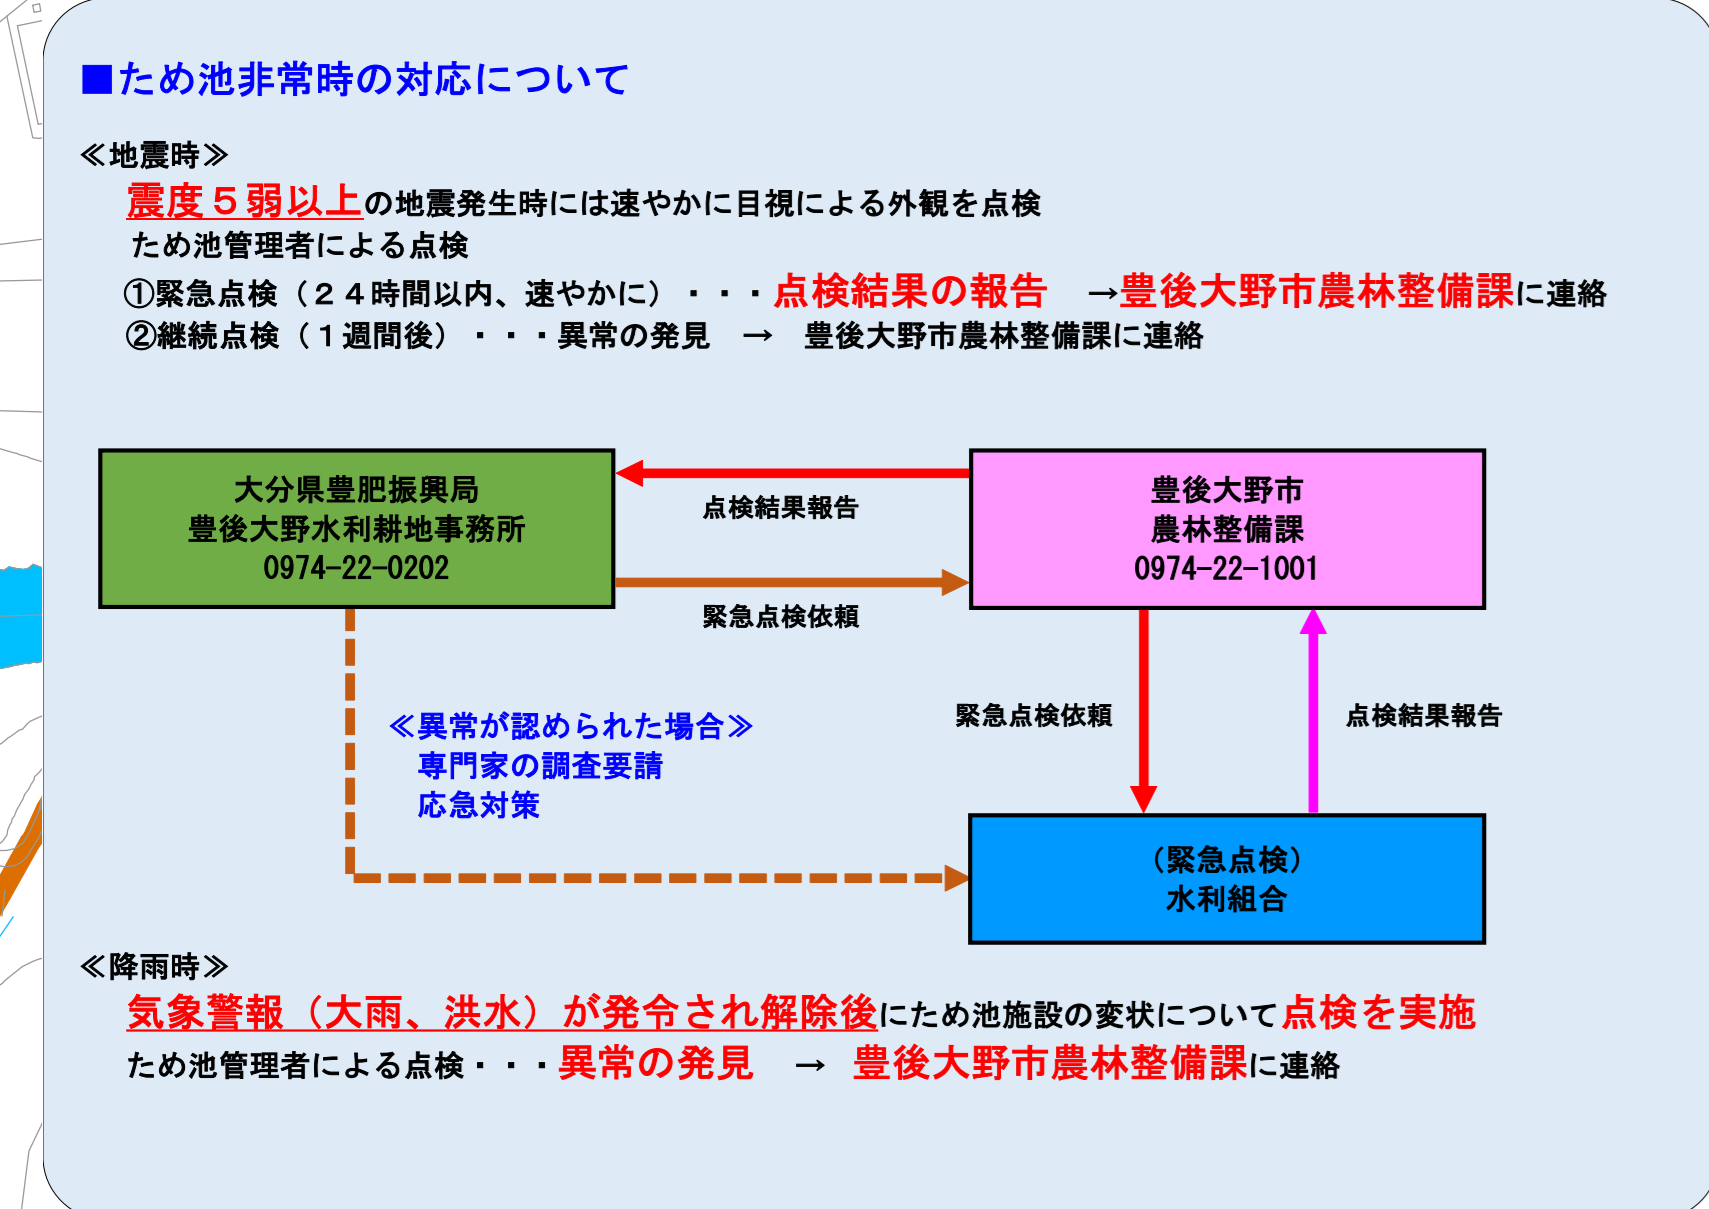 ■ため池非常時の対応について
≪地震時≫
震度５弱以上の地震発生時には速やかに目視による外観を点検
ため池管理者による点検
①緊急点検（２４時間以内、速やかに）・・・点検結果の報告　→豊後大野市農林整備課に連絡
②継続点検（１週間後）・・・異常の発見　→　豊後大野市農林整備課に連絡
大分県豊肥振興局
豊後大野水利耕地事務所
0974-22-0202
点検結果報告
緊急点検依頼
豊後大野市
農林整備課
0974-22-1001
緊急点検依頼
点検結果報告
≪異常が認められた場合≫
専門家の調査要請
応急対策
（緊急点検）
水利組合
≪降雨時≫
気象警報（大雨、洪水）が発令され解除後にため池施設の変状について点検を実施
ため池管理者による点検・・・異常の発見　→　豊後大野市農林整備課に連絡